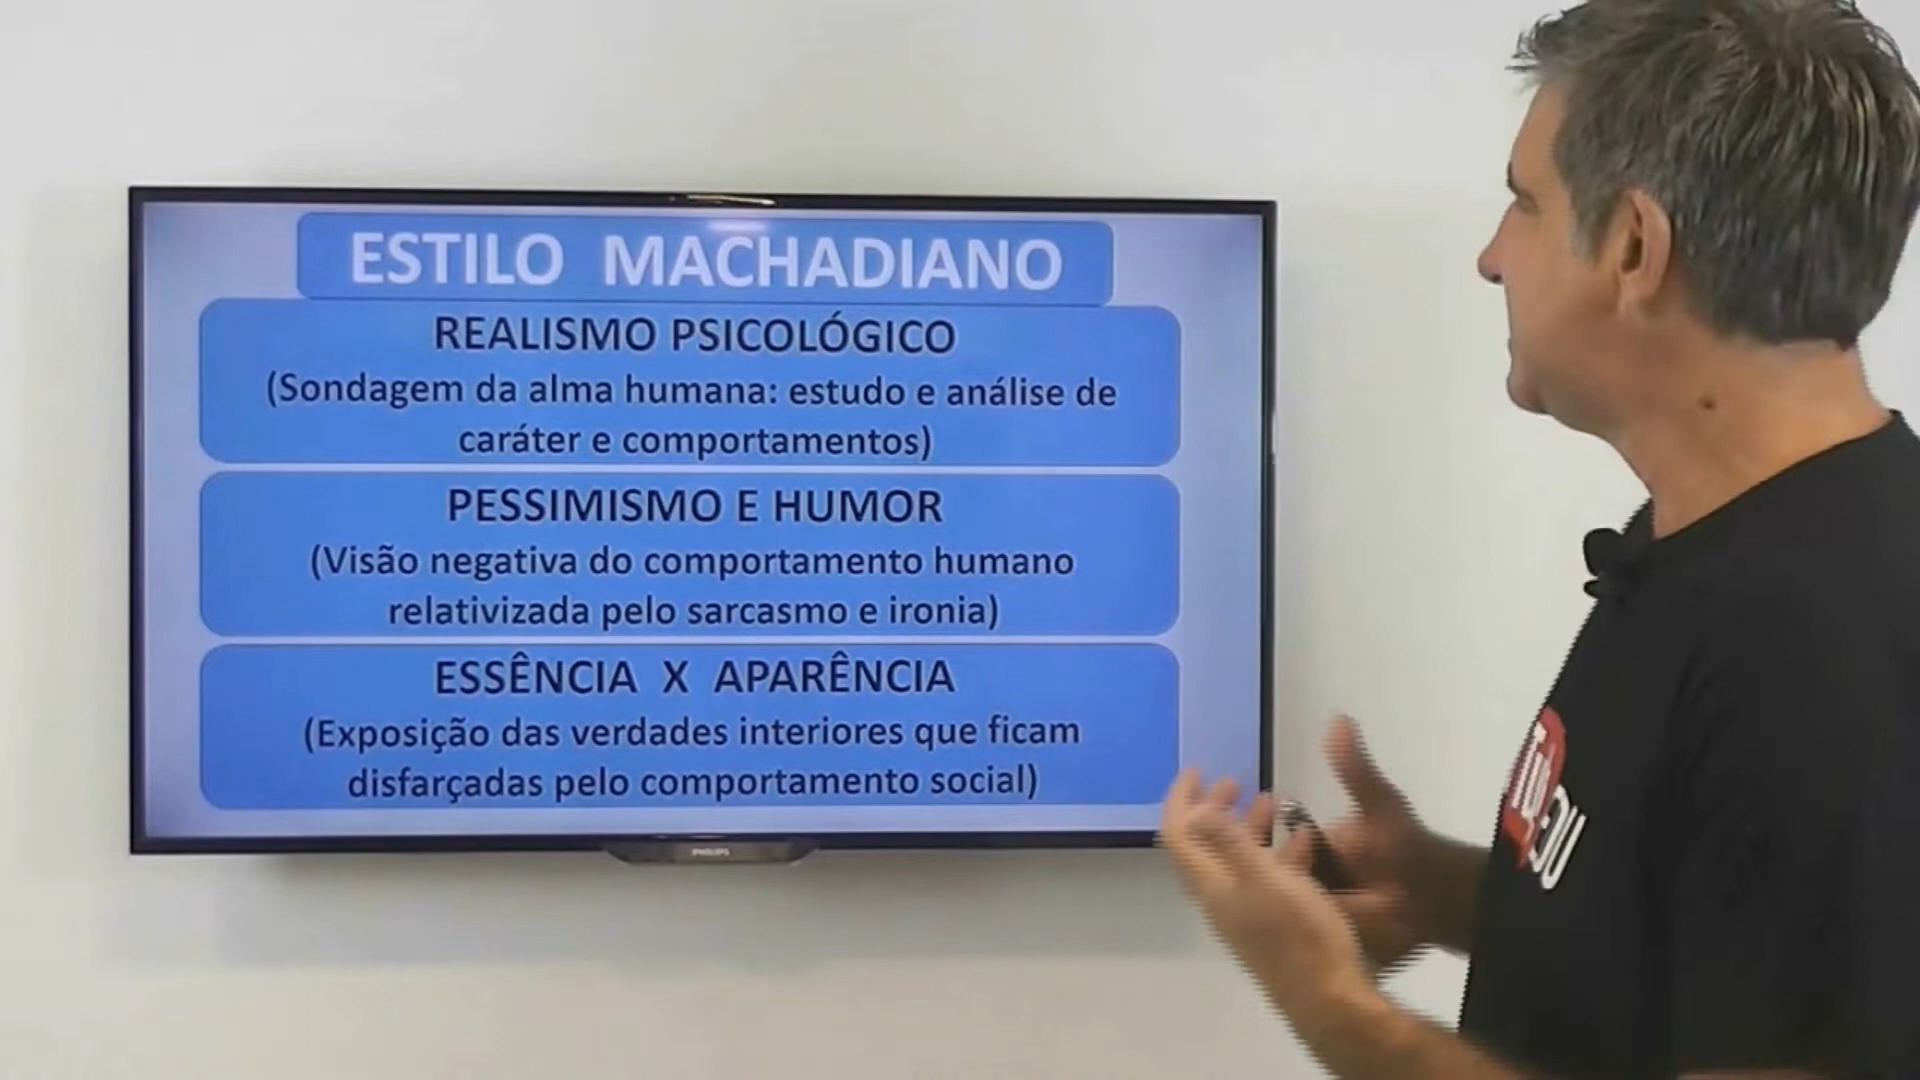 ESTILO MACHADIANO
REALISMO PSICOLÓGICO
(Sondagem da alma humana: estudo e análise de
caráter e comportamentos)
PESSIMISMO E HUMOR
(Visão negativa do comportamento humano
relativizada pelo sarcasmo e ironia)
ESSÊNCIA X APARÊNCIA
(Exposição das verdades interiores que ficam
disfarçadas pelo comportamento social)
PHILIPS